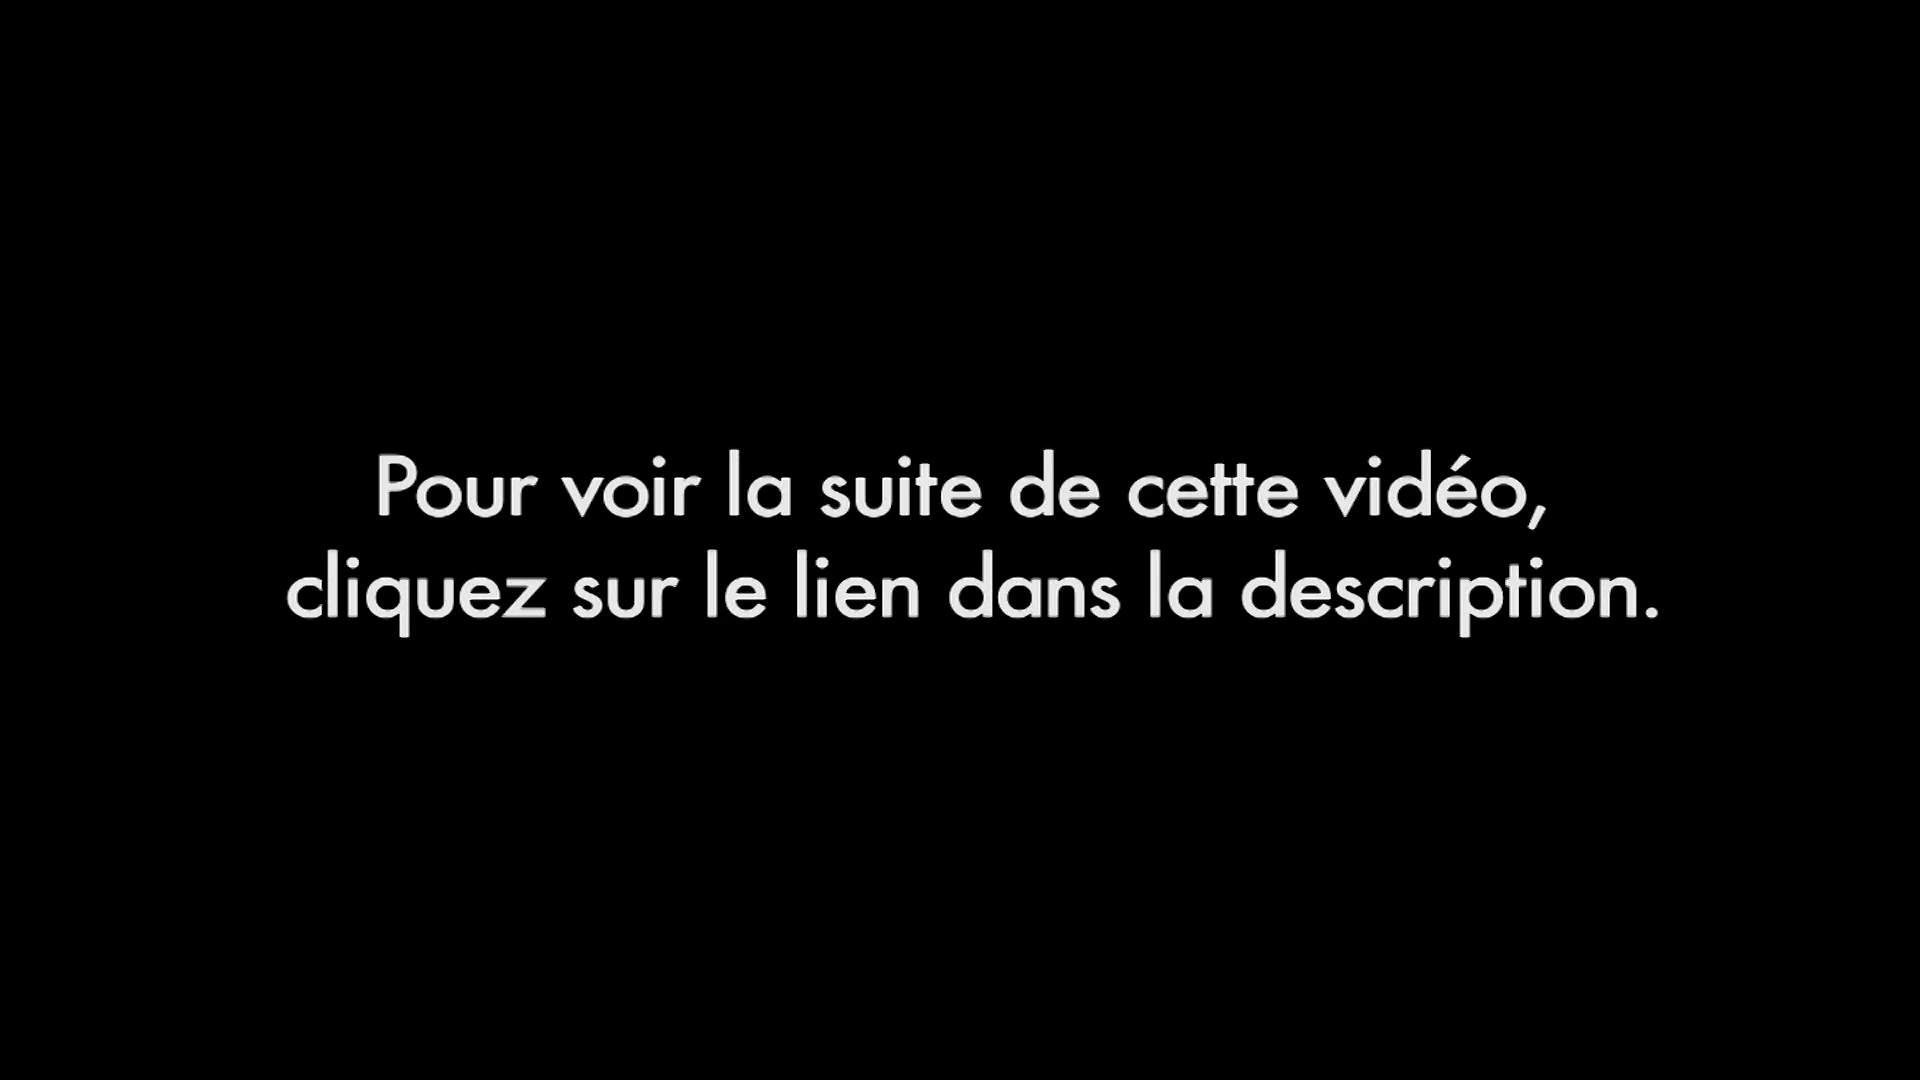 Pour voir la suite de cette vidéo,
cliquez sur le lien dans la description.